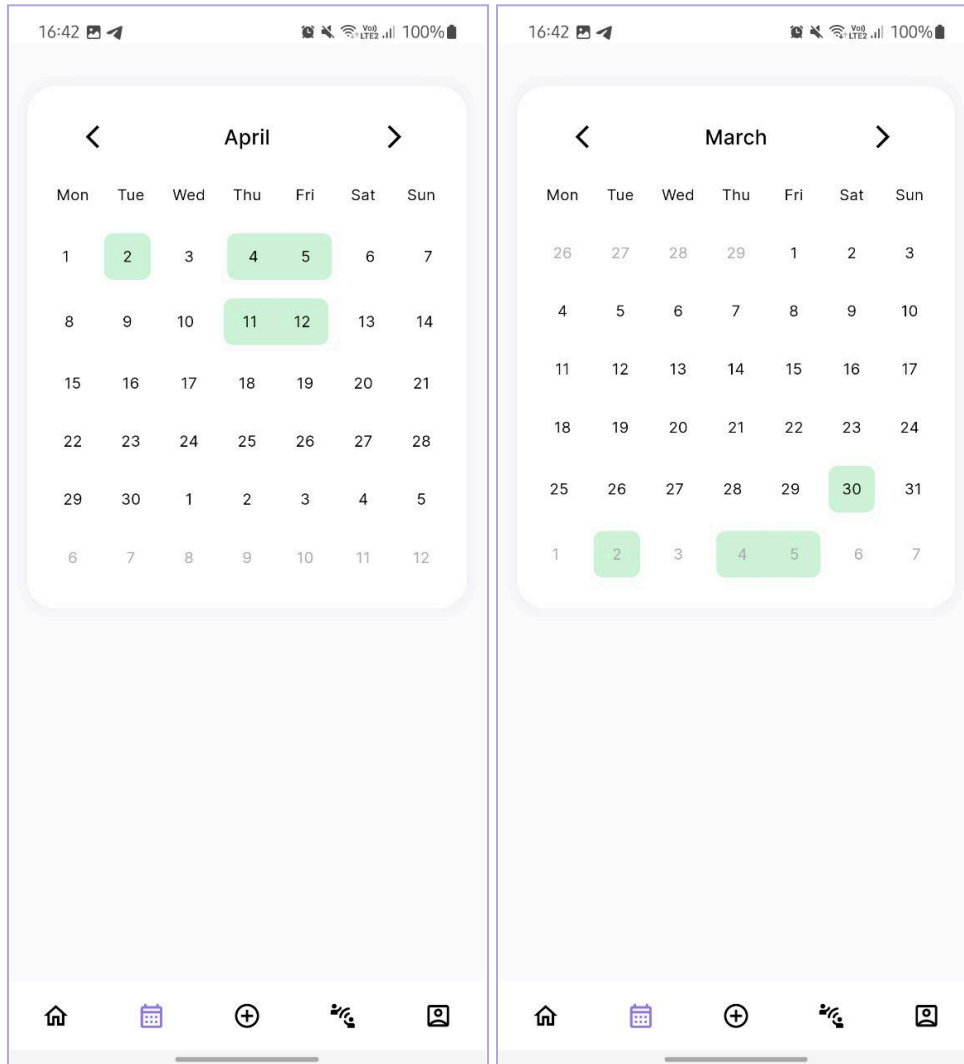 16:42 Vo)) LTE2 100%
April
Mon Tue Wed Thu Fri Sat Sun
1 2 3 4 5 6 7
8 9 10 11 12 13 14
15 16 17 18 19 20 21
22 23 24 25 26 27 28
29 30 1 2 3 4 5
6 7 8 9 10 11 12
16:42 Vo)) LTE2 100%
March
Mon Tue Wed Thu Fri Sat Sun
26 27 28 29 1 2 3
4 5 6 7 8 9 10
11 12 13 14 15 16 17
18 19 20 21 22 23 24
25 26 27 28 29 30 31
1 2 3 4 5 6 7